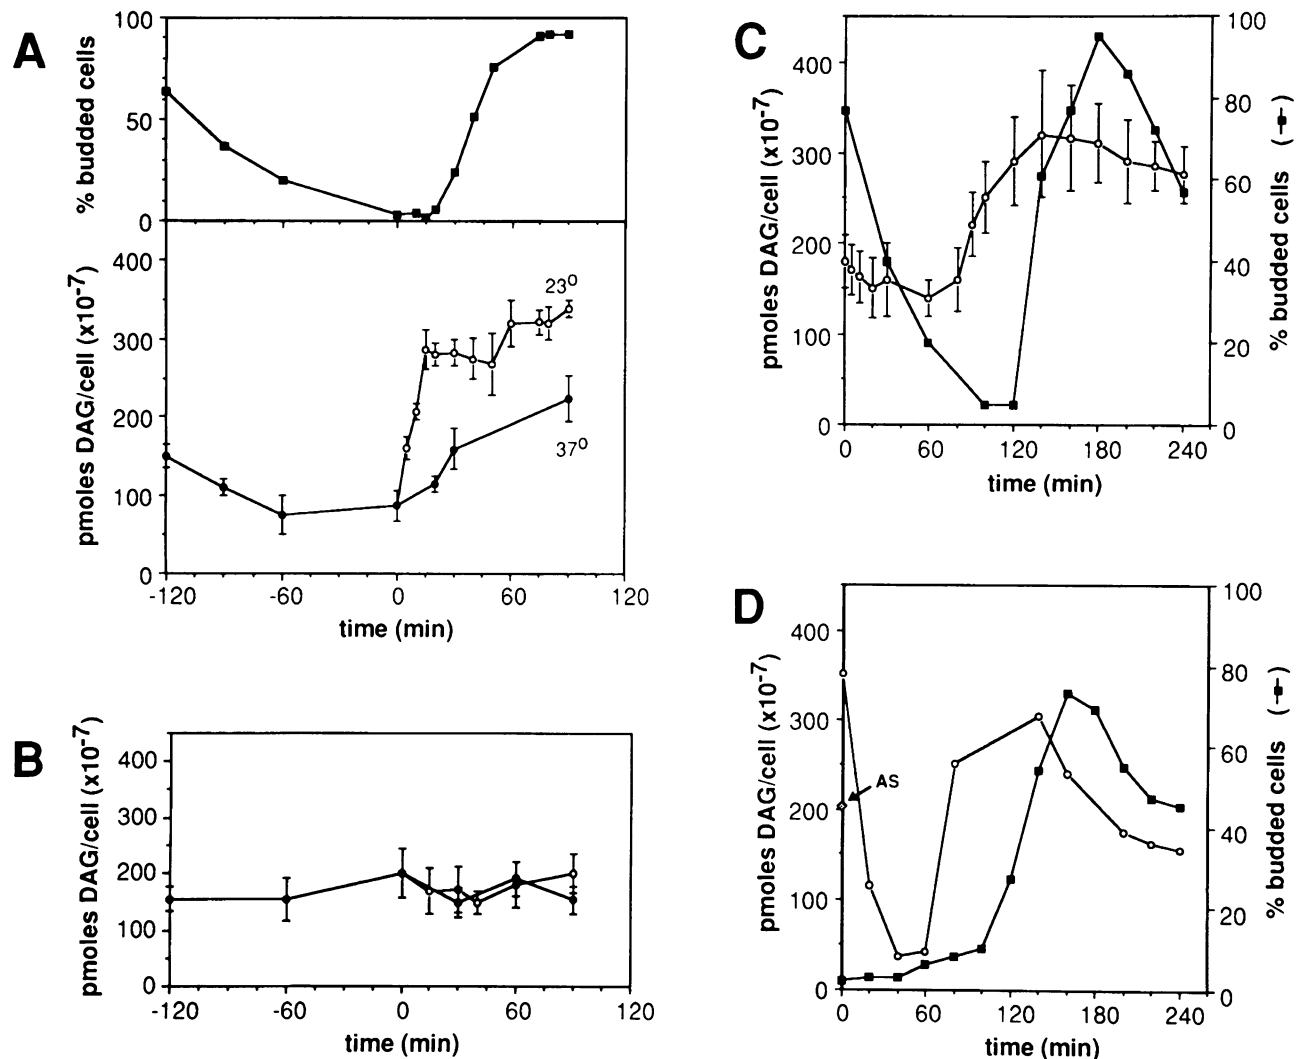 A
% budded cells
100
50
0
pmoles DAG/cell (x10-7)
400
300
200
100
0
23o
37o
-120 -60 0 60 120
time (min)
B
pmoles DAG/cell (x10-7)
400
300
200
100
0
-120 -60 0 60 120
time (min)
C
pmoles DAG/cell (x10-7)
400
300
200
100
0
100
80
60
40
20
0
% budded cells (-■-)
0 60 120 180 240
time (min)
D
pmoles DAG/cell (x10-7)
400
300
200
100
0
AS
100
80
60
40
20
0
% budded cells (-■-)
0 60 120 180 240
time (min)